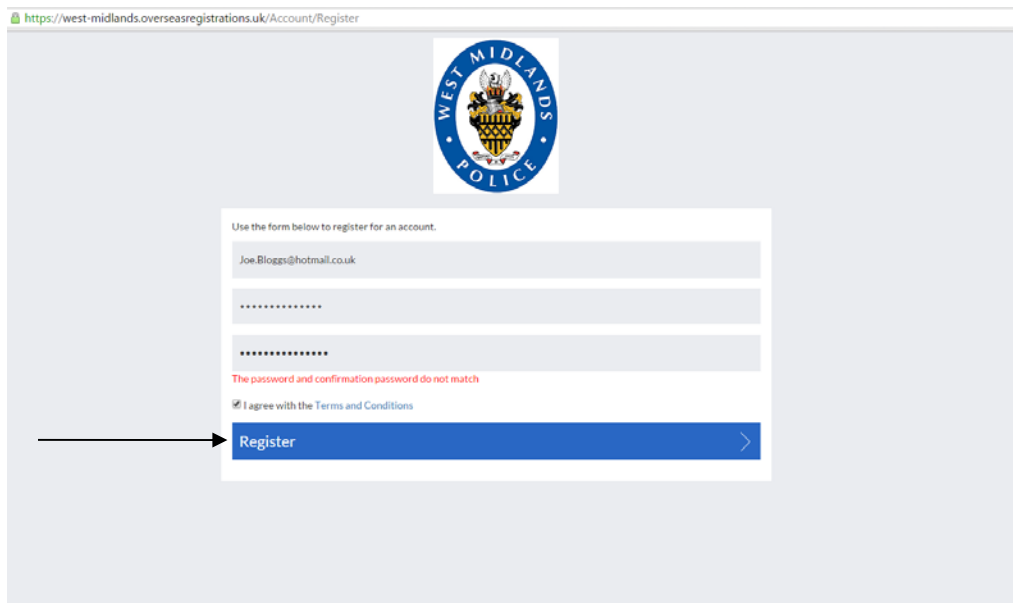 https://west-midlands.overseasregistrations.uk/Account/Register
WEST MIDLANDS
POLICE
Use the form below to register for an account.
Joe.Bloggs@hotmail.co.uk
••••••••••••••
•••••••••••••••
The password and confirmation password do not match
I agree with the Terms and Conditions
Register